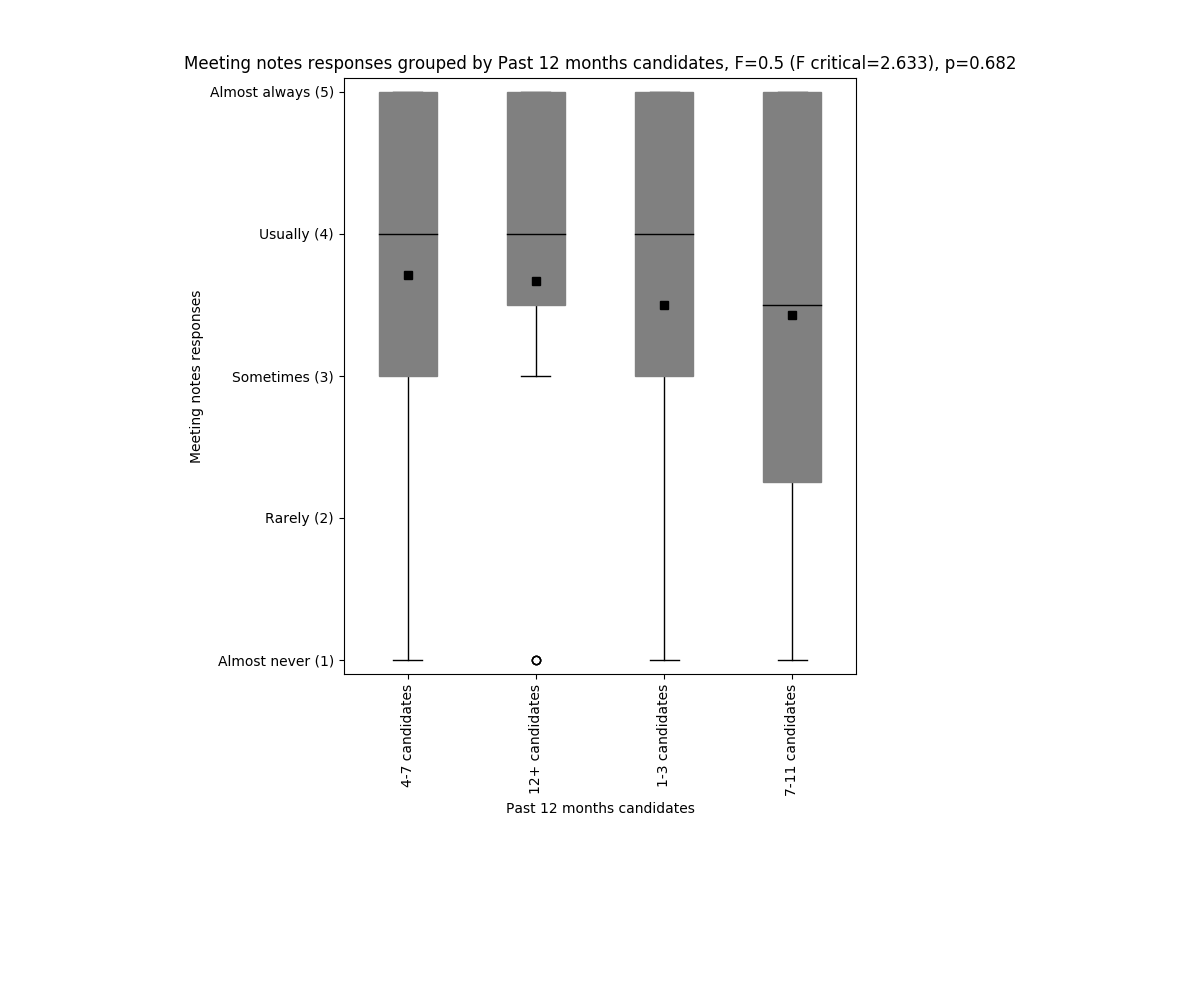 Meeting notes responses grouped by Past 12 months candidates, F=0.5 (F critical=2.633), p=0.682
Almost always (5)
Usually (4)
Sometimes (3)
Rarely (2)
Almost never (1)
Meeting notes responses
4-7 candidates
12+ candidates
1-3 candidates
7-11 candidates
Past 12 months candidates